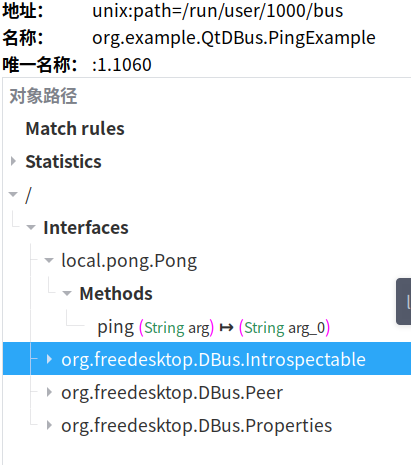 地址： unix:path=/run/user/1000/bus
名称： org.example.QtDBus.PingExample
唯一名称： :1.1060
对象路径
Match rules
Statistics
/
Interfaces
local.pong.Pong
Methods
ping (String arg) ↦ (String arg_0)
org.freedesktop.DBus.Introspectable
org.freedesktop.DBus.Peer
org.freedesktop.DBus.Properties